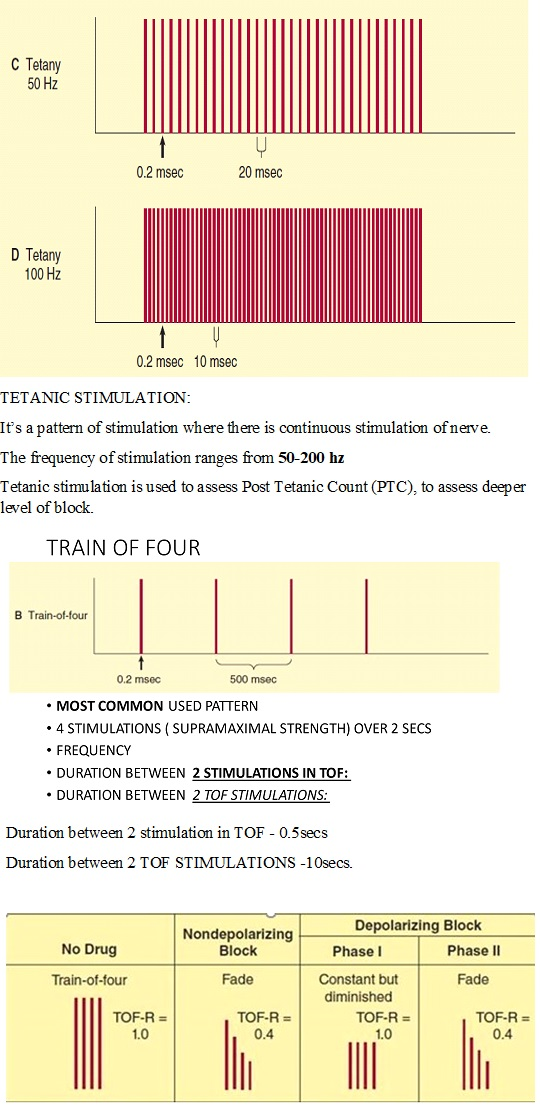 C Tetany
50 Hz
0.2 msec 20 msec
D Tetany
100 Hz
0.2 msec 10 msec
TETANIC STIMULATION:
It's a pattern of stimulation where there is continuous stimulation of nerve.
The frequency of stimulation ranges from 50-200 hz
Tetanic stimulation is used to assess Post Tetanic Count (PTC), to assess deeper
level of block.
TRAIN OF FOUR
B Train-of-four
0.2 msec 500 msec
• MOST COMMON USED PATTERN
• 4 STIMULATIONS ( SUPRAMAXIMAL STRENGTH) OVER 2 SECS
• FREQUENCY
• DURATION BETWEEN 2 STIMULATIONS IN TOF:
• DURATION BETWEEN 2 TOF STIMULATIONS:
Duration between 2 stimulation in TOF - 0.5secs
Duration between 2 TOF STIMULATIONS -10secs.
No Drug
Nondepolarizing
Block
Depolarizing Block
Phase I
Phase II
Train-of-four
TOF-R =
1.0
Fade
TOF-R =
0.4
Constant but
diminished
TOF-R =
1.0
Fade
TOF-R =
0.4